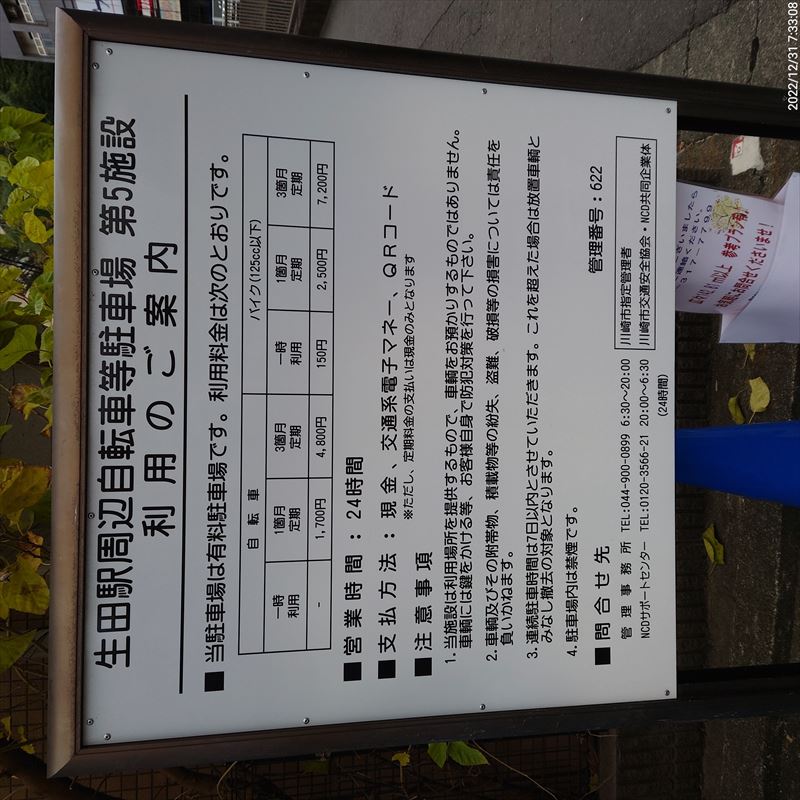 生田駅周辺自転車等駐車場 第5施設
利用のご案内
■当駐車場は有料駐車場です。利用料金は次のとおりです。
自転車 バイク(125cc以下)
一時利用 1箇月定期 3箇月定期 一時利用 1箇月定期 3箇月定期
- 1,700円 4,800円 150円 2,500円 7,200円
■営業時間：24時間
■支払方法：現金、交通系電子マネー、QRコード
※ただし、定期料金の支払いは現金のみとなります
■注意事項
1. 当施設は利用場所を提供するもので、車輌をお預かりするものではありません。
車輌には鍵をかける等、お客様自身で防犯対策を行って下さい。
2. 車輌及びその附帯物、積載物等の紛失、盗難、破損等の損害については責任を
負いかねます。
3. 連続駐車時間は7日以内とさせていただきます。これを超えた場合は放置車輌と
みなし撤去の対象となります。
4. 駐車場内は禁煙です。
■問合せ先
管理番号：622
管理事務所 TEL:044-900-0899 6:30～20:00
NCDサポートセンター TEL:0120-3566-21 20:00～6:30
(24時間)
川崎市指定管理者
川崎市交通安全協会・NCD共同企業体
2022/12/31 7:33:08